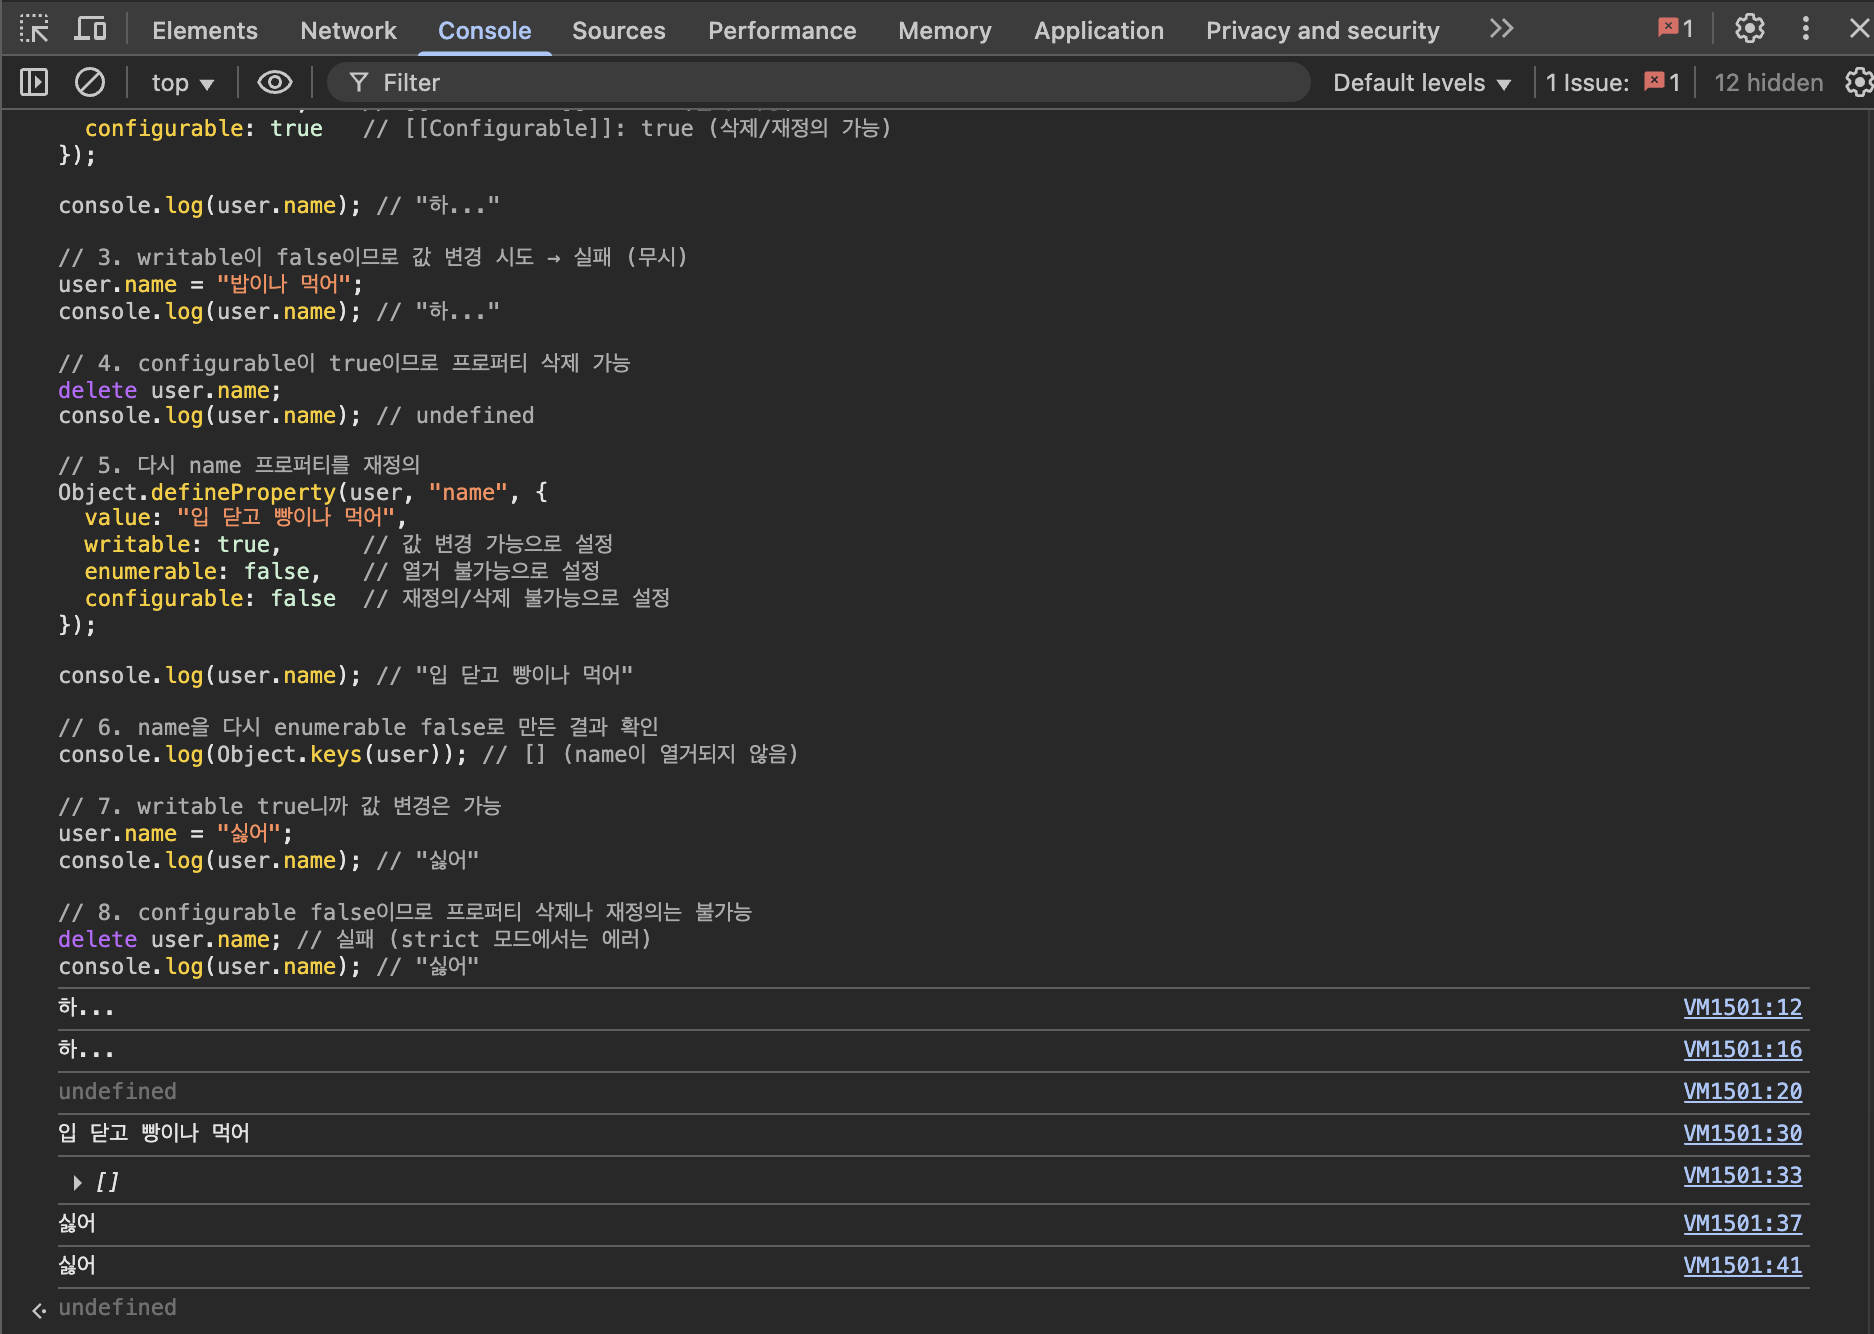 Elements Network Console Sources Performance Memory Application Privacy and security 1
top Filter Default levels 1 Issue: 1 12 hidden
configurable: true   // [[Configurable]]: true (삭제/재정의 가능)
});
console.log(user.name); // "하..."
// 3. writable이 false이므로 값 변경 시도 → 실패 (무시)
user.name = "밥이나 먹어";
console.log(user.name); // "하..."
// 4. configurable이 true이므로 프로퍼티 삭제 가능
delete user.name;
console.log(user.name); // undefined
// 5. 다시 name 프로퍼티를 재정의
Object.defineProperty(user, "name", {
value: "입 닫고 빵이나 먹어",
writable: true,      // 값 변경 가능으로 설정
enumerable: false,   // 열거 불가능으로 설정
configurable: false  // 재정의/삭제 불가능으로 설정
});
console.log(user.name); // "입 닫고 빵이나 먹어"
// 6. name을 다시 enumerable false로 만든 결과 확인
console.log(Object.keys(user)); // [] (name이 열거되지 않음)
// 7. writable true니까 값 변경은 가능
user.name = "싫어";
console.log(user.name); // "싫어"
// 8. configurable false이므로 프로퍼티 삭제나 재정의는 불가능
delete user.name; // 실패 (strict 모드에서는 에러)
console.log(user.name); // "싫어"
하... VM1501:12
하... VM1501:16
undefined VM1501:20
입 닫고 빵이나 먹어 VM1501:30
[] VM1501:33
싫어 VM1501:37
싫어 VM1501:41
undefined